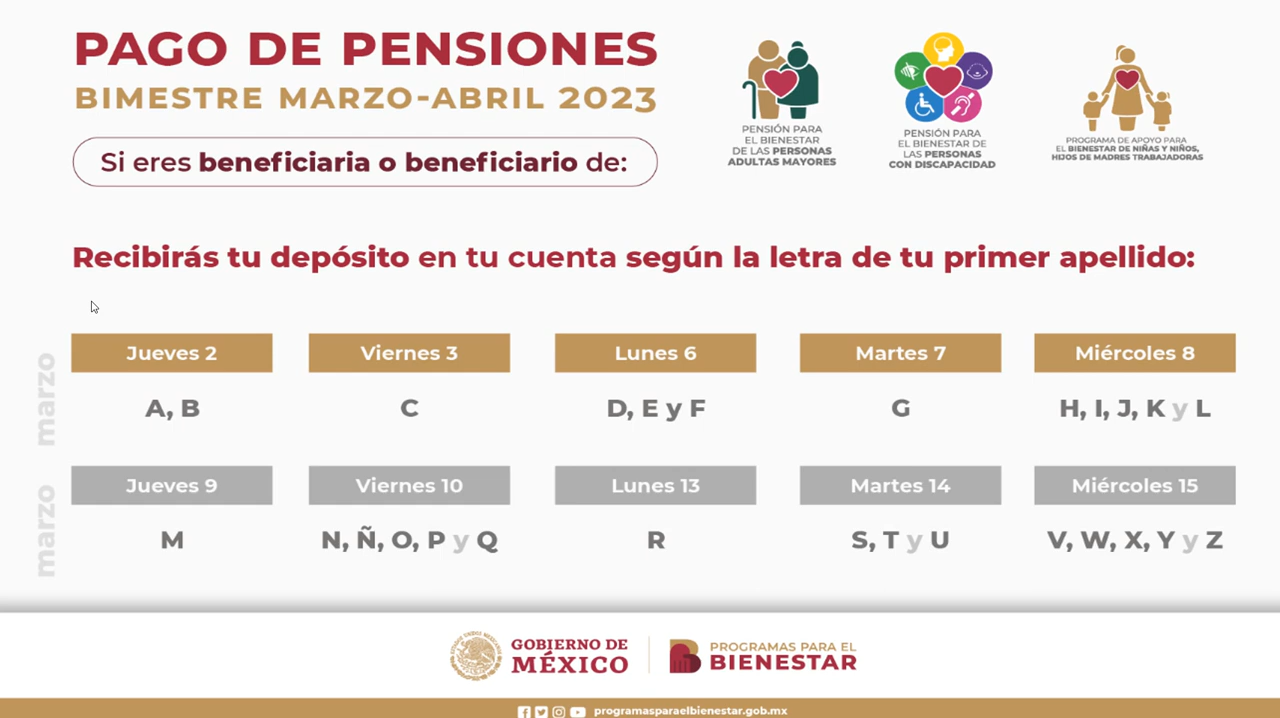 PAGO DE PENSIONES
BIMESTRE MARZO-ABRIL 2023
Si eres beneficiaria o beneficiario de:
PENSIÓN PARA
EL BIENESTAR
DE LAS PERSONAS
ADULTAS MAYORES
PENSIÓN PARA
EL BIENESTAR DE
LAS PERSONAS
CON DISCAPACIDAD
PROGRAMA DE APOYO PARA
EL BIENESTAR DE NIÑAS Y NIÑOS,
HIJOS DE MADRES TRABAJADORAS
Recibirás tu depósito en tu cuenta según la letra de tu primer apellido:
marzo
Jueves 2
Viernes 3
Lunes 6
Martes 7
Miércoles 8
A, B
C
D, E y F
G
H, I, J, K y L
marzo
Jueves 9
Viernes 10
Lunes 13
Martes 14
Miércoles 15
M
N, Ñ, O, P y Q
R
S, T y U
V, W, X, Y y Z
GOBIERNO DE
MÉXICO
PROGRAMAS PARA EL
BIENESTAR
programasparaelbienestar.gob.mx